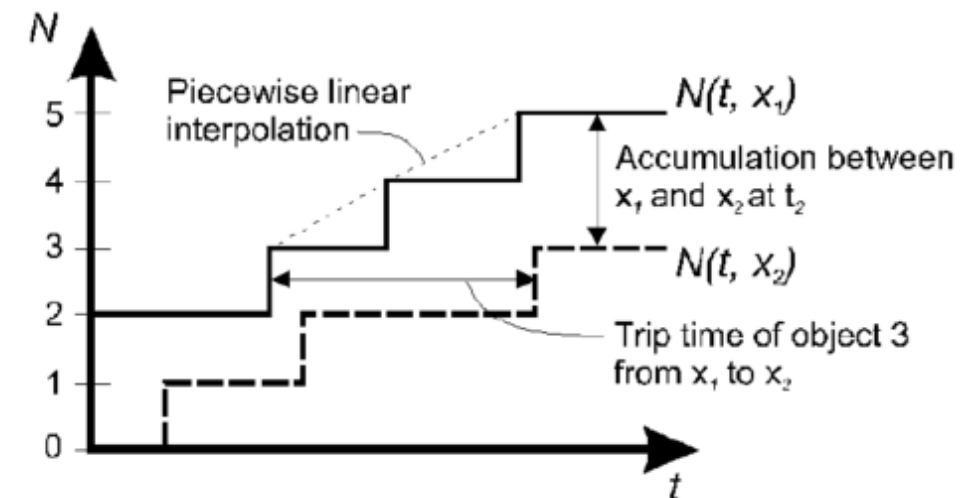 N
Piecewise linear
interpolation
N(t, x₁)
5
Accumulation between
x₁ and x₂ at t₂
4
3
N(t, x₂)
2
Trip time of object 3
from x₁ to x₂
1
0
t